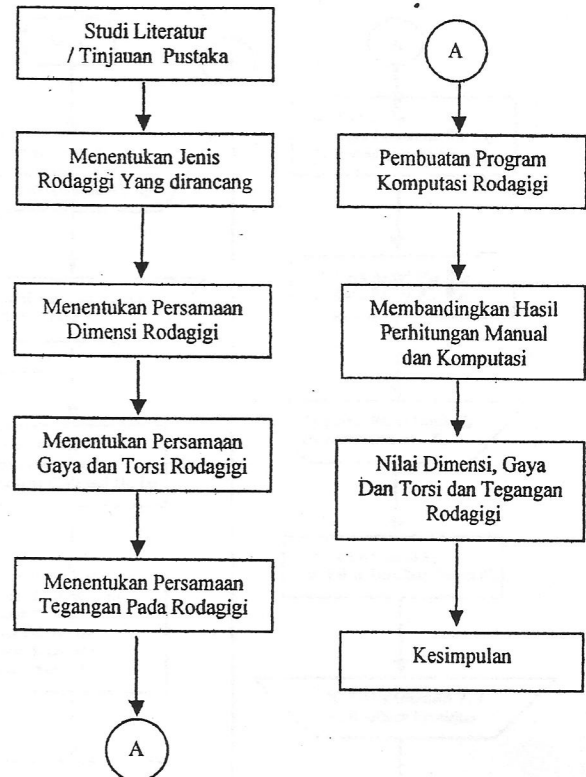 Studi Literatur
/ Tinjauan Pustaka
Menentukan Jenis
Rodagigi Yang dirancang
Menentukan Persamaan
Dimensi Rodagigi
Menentukan Persamaan
Gaya dan Torsi Rodagigi
Menentukan Persamaan
Tegangan Pada Rodagigi
A
A
Pembuatan Program
Komputasi Rodagigi
Membandingkan Hasil
Perhitungan Manual
dan Komputasi
Nilai Dimensi, Gaya
Dan Torsi dan Tegangan
Rodagigi
Kesimpulan